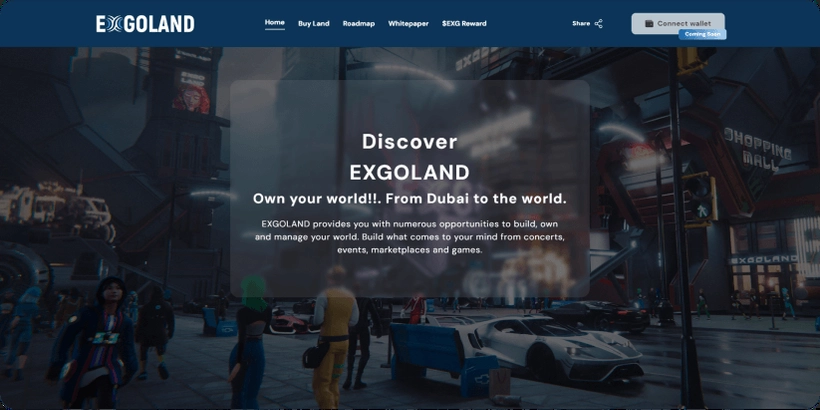 EXGOLAND
Home
Buy Land
Roadmap
Whitepaper
$EXG Reward
Share
Connect wallet
Coming Soon
Discover
EXGOLAND
Own your world!!. From Dubai to the world.
EXGOLAND provides you with numerous opportunities to build, own
and manage your world. Build what comes to your mind from concerts,
events, marketplaces and games.
SHOPPING
MALL
EXGOLAND